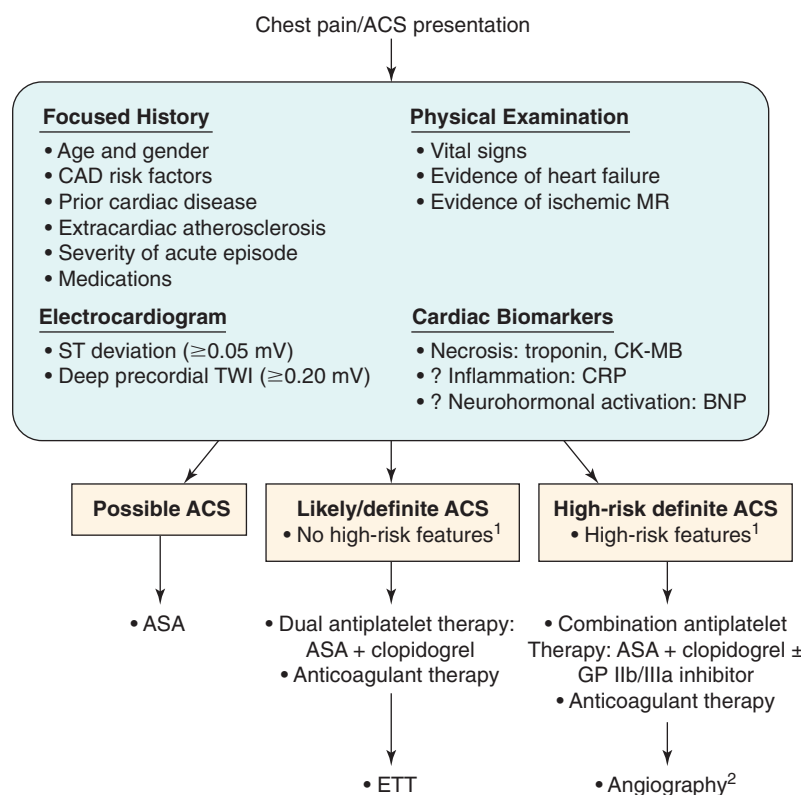 Chest pain/ACS presentation
Focused History
• Age and gender
• CAD risk factors
• Prior cardiac disease
• Extracardiac atherosclerosis
• Severity of acute episode
• Medications
Physical Examination
• Vital signs
• Evidence of heart failure
• Evidence of ischemic MR
Electrocardiogram
• ST deviation (≥0.05 mV)
• Deep precordial TWI (≥0.20 mV)
Cardiac Biomarkers
• Necrosis: troponin, CK-MB
• ? Inflammation: CRP
• ? Neurohormonal activation: BNP
Possible ACS
• ASA
Likely/definite ACS
• No high-risk features1
• Dual antiplatelet therapy:
ASA + clopidogrel
• Anticoagulant therapy
• ETT
High-risk definite ACS
• High-risk features1
• Combination antiplatelet
Therapy: ASA + clopidogrel ±
GP IIb/IIIa inhibitor
• Anticoagulant therapy
• Angiography2